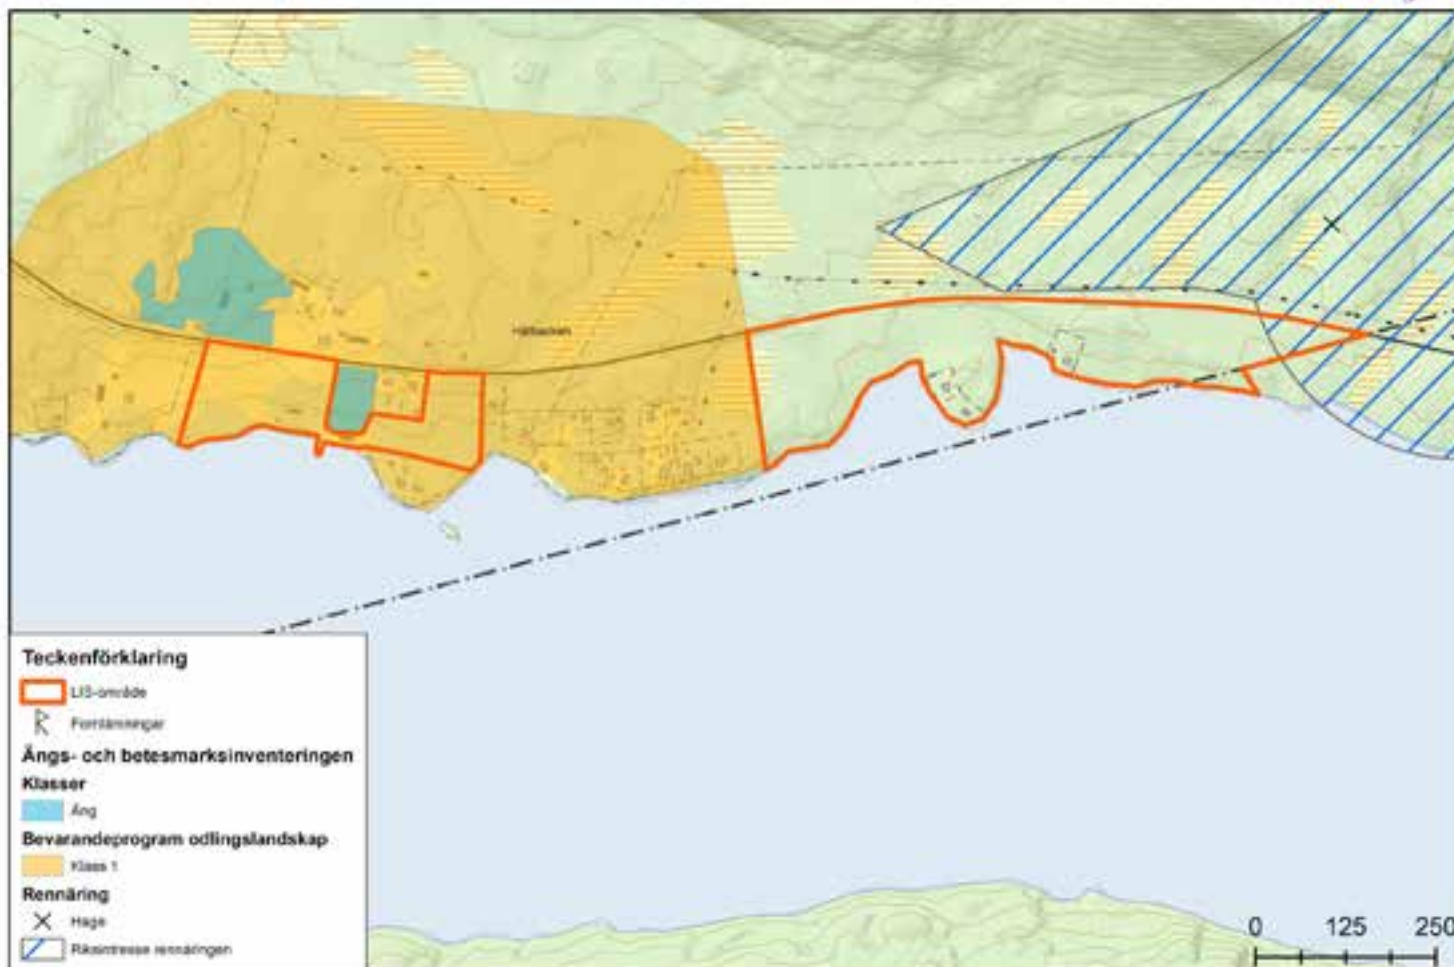 Hällbacken
Teckenförklaring
LIS-område
Fornlämningar
Ängs- och betesmarksinventeringen
Klasser
Äng
Bevarandeprogram odlingslandskap
Klass 1
Rennäring
Hage
Riksintresse rennäringen
0 125 250